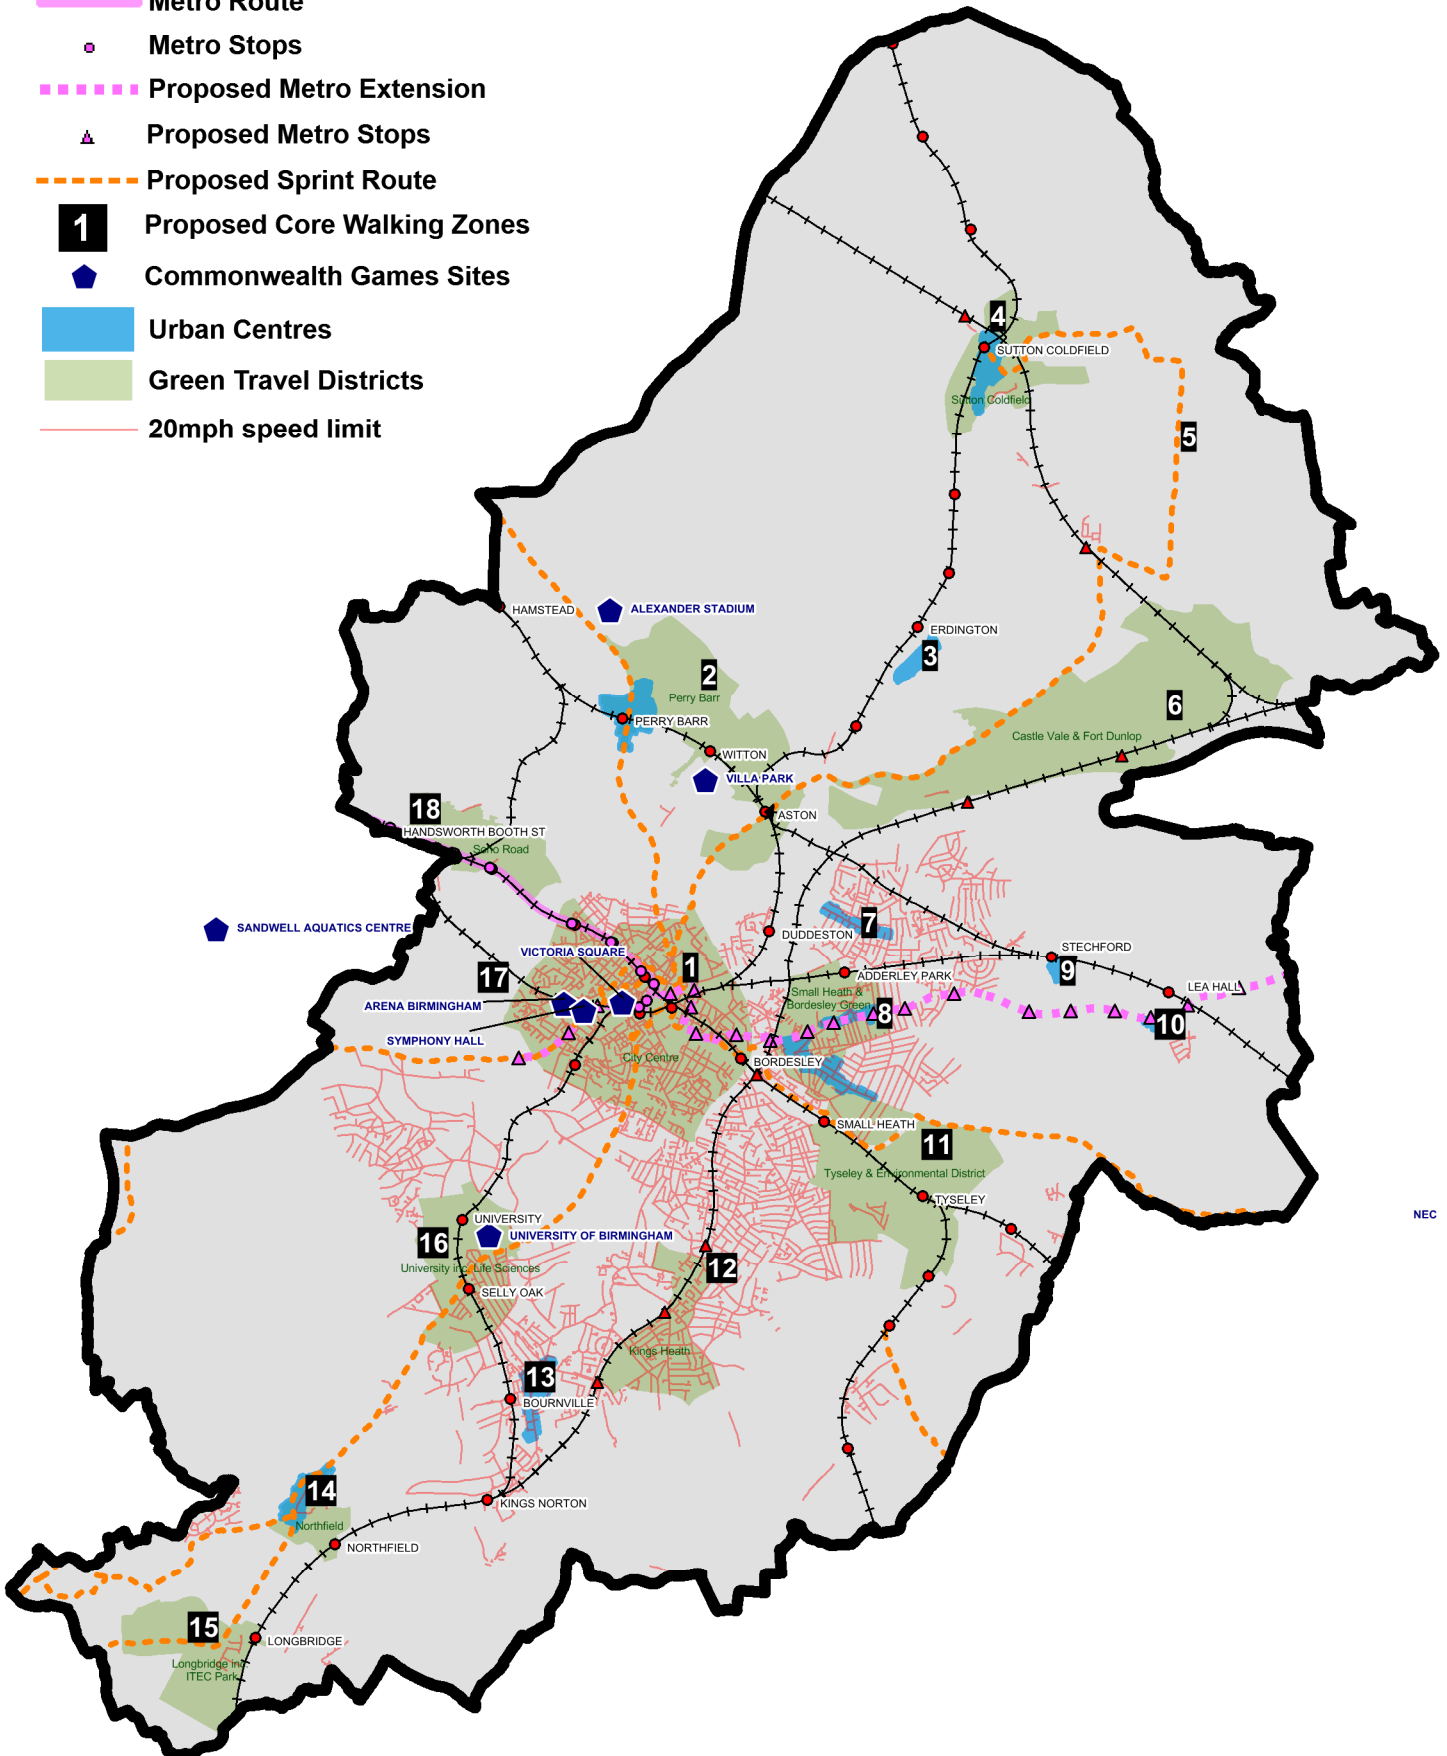 Metro Route
Metro Stops
Proposed Metro Extension
Proposed Metro Stops
Proposed Sprint Route
1 Proposed Core Walking Zones
Commonwealth Games Sites
Urban Centres
Green Travel Districts
20mph speed limit
4
SUTTON COLDFIELD
Sutton Coldfield
5
HAMSTEAD
ALEXANDER STADIUM
ERDINGTON
3
2
Perry Barr
6
PERRY BARR
Castle Vale & Fort Dunlop
WITTON
VILLA PARK
18
ASTON
HANDSWORTH BOOTH ST
Soho Road
7
SANDWELL AQUATICS CENTRE
DUDDESTON
VICTORIA SQUARE
STECHFORD
1
9
17
ADDERLEY PARK
LEA HALL
Small Heath &
Bordesley Green
ARENA BIRMINGHAM
8
10
SYMPHONY HALL
City Centre
BORDESLEY
SMALL HEATH
11
Tyseley & Environmental District
TYSELEY
NEC
UNIVERSITY
UNIVERSITY OF BIRMINGHAM
16
University inc. Life Sciences
12
SELLY OAK
Kings Heath
13
BOURNVILLE
14
KINGS NORTON
Northfield
NORTHFIELD
15
LONGBRIDGE
Longbridge inc.
ITEC Park